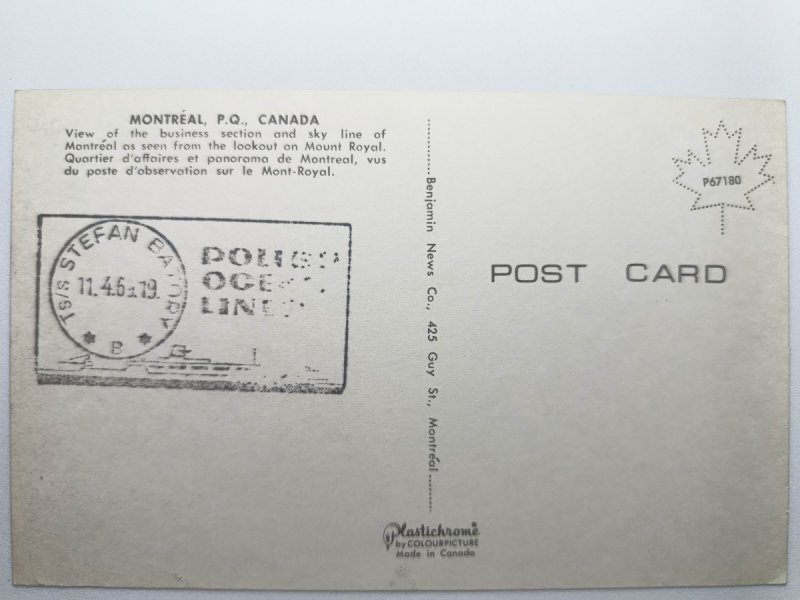 MONTRÉAL, P.Q., CANADA
View of the business section and sky line of
Montréal as seen from the lookout on Mount Royal.
Quartier d'affaires et panorama de Montreal, vus
du poste d'observation sur le Mont-Royal.
TS/S STEFAN BATORY
11.4.
19.
B
POLISH
OCEAN
LINES
Benjamin News Co., 425 Guy St., Montréal
P67180
POST CARD
Plastichrome
by COLOURPICTURE
Made in Canada